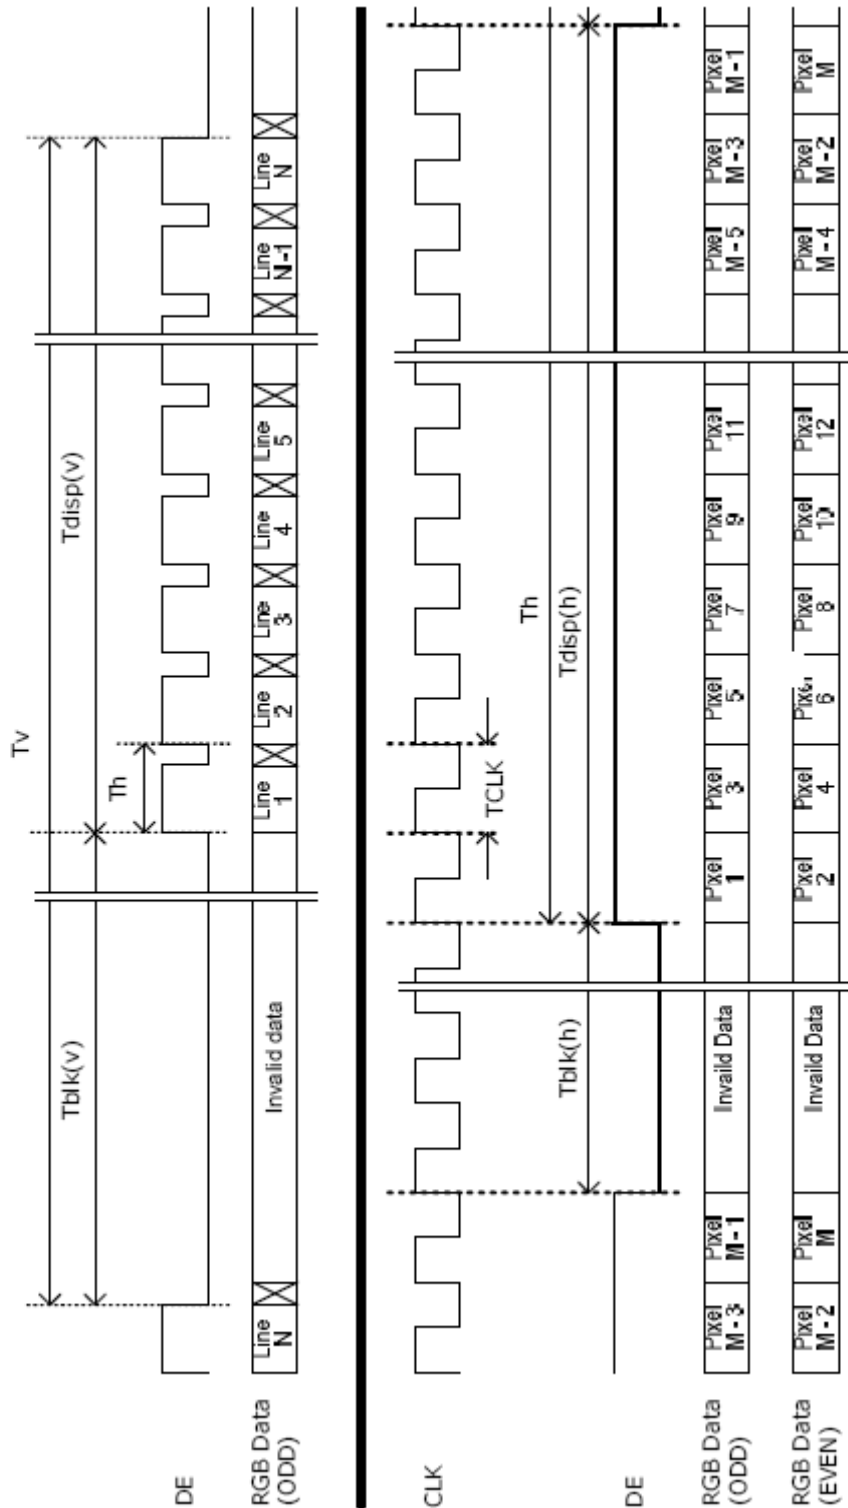 Tv
Tblk(v)
Tdisp(v)
Th
DE
RGB Data
(ODD)
Line
N
Invalid data
Line
1
Line
2
Line
3
Line
4
Line
5
Line
N-1
Line
N
CLK
TCLK
Th
Tblk(h)
Tdisp(h)
DE
RGB Data
(ODD)
Pixel
M-3
Pixel
M-1
Invaild Data
Pixel
1
Pixel
3
Pixel
5
Pixel
7
Pixel
9
Pixel
11
Pixel
M-5
Pixel
M-3
Pixel
M-1
RGB Data
(EVEN)
Pixel
M-2
Pixel
M
Invaild Data
Pixel
2
Pixel
4
Pixel
6
Pixel
8
Pixel
10
Pixel
12
Pixel
M-4
Pixel
M-2
Pixel
M